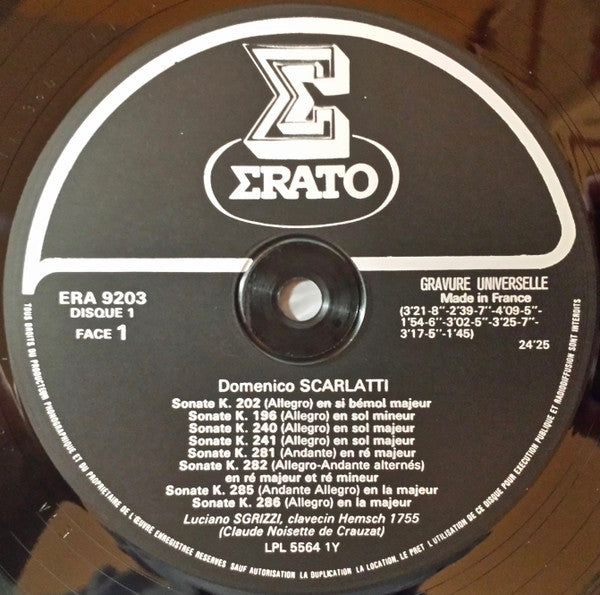 Σ
ΣRATO
ERA 9203
DISQUE 1
FACE 1
GRAVURE UNIVERSELLE
Made in France
(3'21-8''-2'39-7''-4'09-5''-
1'54-6''-3'02-5''-3'25-7''-
3'17-5''-1'45)
24'25
Domenico SCARLATTI
Sonate K. 202 (Allegro) en si bémol majeur
Sonate K. 196 (Allegro) en sol mineur
Sonate K. 240 (Allegro) en sol majeur
Sonate K. 241 (Allegro) en sol majeur
Sonate K. 281 (Andante) en ré majeur
Sonate K. 282 (Allegro-Andante alternés)
en ré majeur et ré mineur
Sonate K. 285 (Andante Allegro) en la majeur
Sonate K. 286 (Allegro) en la majeur
Luciano SGRIZZI, clavecin Hemsch 1755
(Claude Noisette de Crauzat)
LPL 5564 1Y
TOUS DROITS DU PRODUCTEUR PHONOGRAPHIQUE ET DU PROPRIETAIRE DE L'ŒUVRE ENREGISTREE RESERVES SAUF AUTORISATION LA DUPLICATION LA LOCATION. LE PRET L'UTILISATION DE CE DISQUE POUR EXECUTION PUBLIQUE ET RADIODIFFUSION SONT INTERDITS